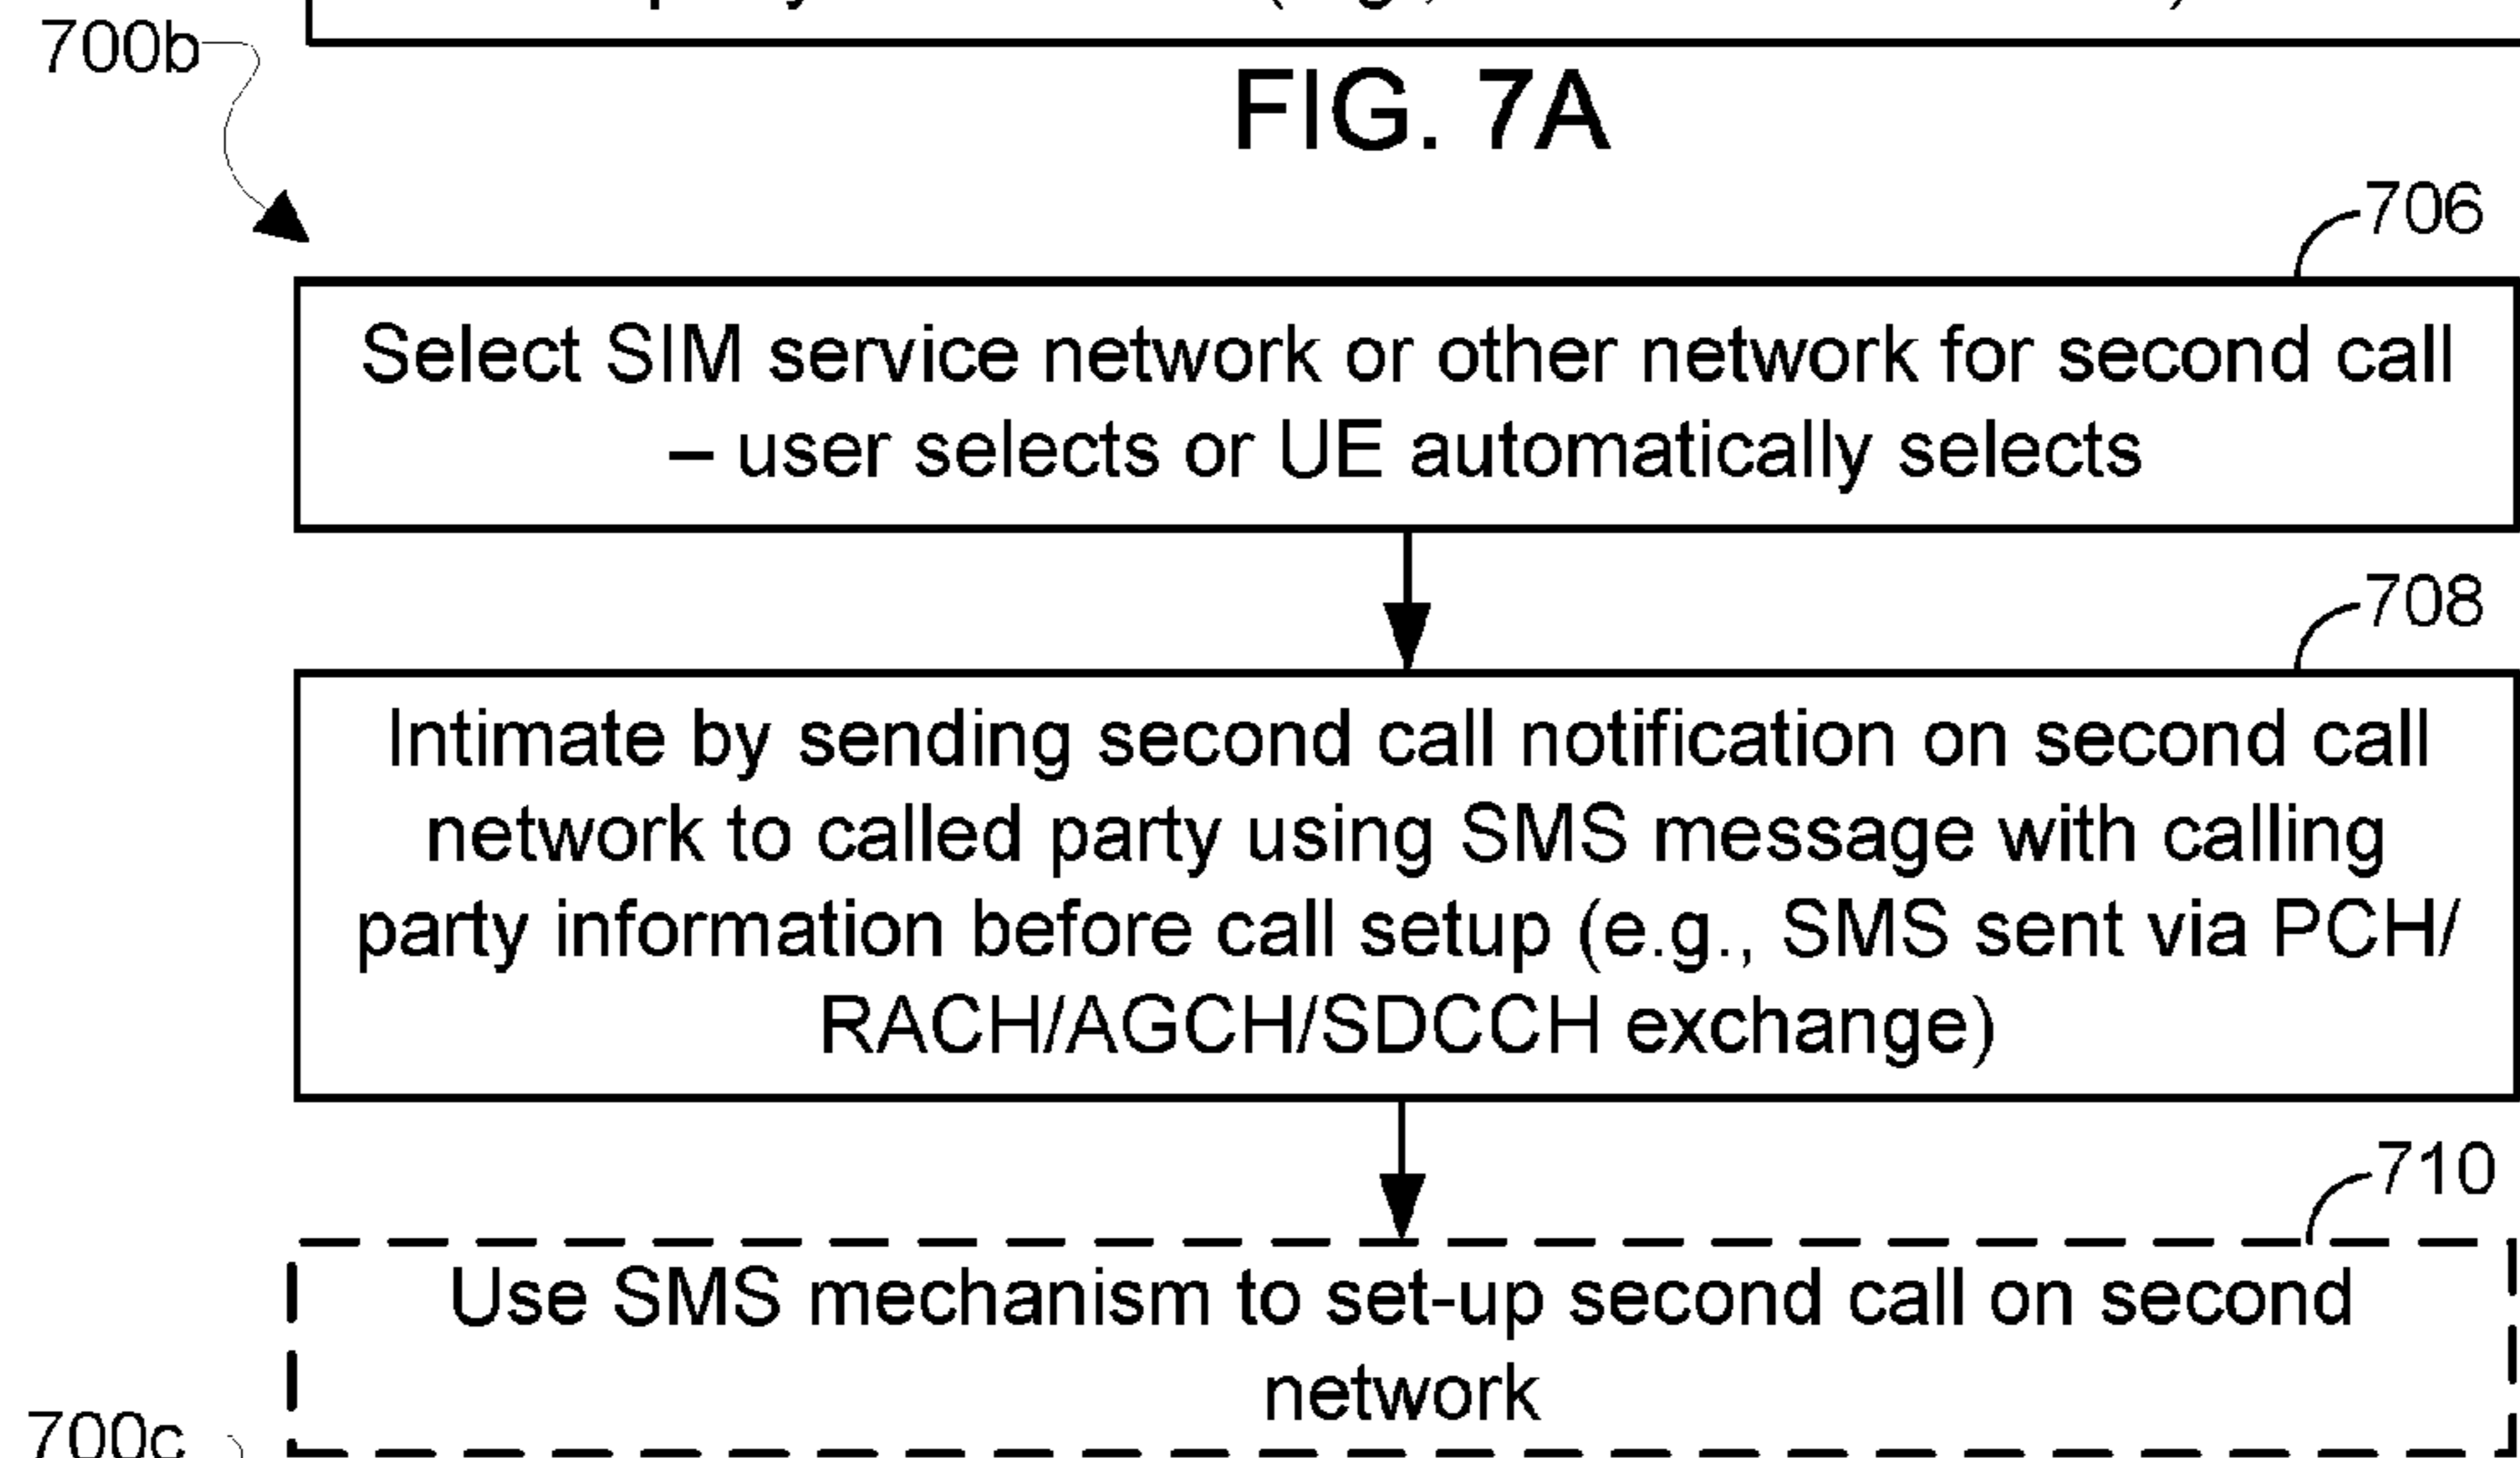 700b
FIG. 7A
706
Select SIM service network or other network for second call
– user selects or UE automatically selects
708
Intimate by sending second call notification on second call
network to called party using SMS message with calling
party information before call setup (e.g., SMS sent via PCH/
RACH/AGCH/SDCCH exchange)
710
Use SMS mechanism to set-up second call on second
network
700c